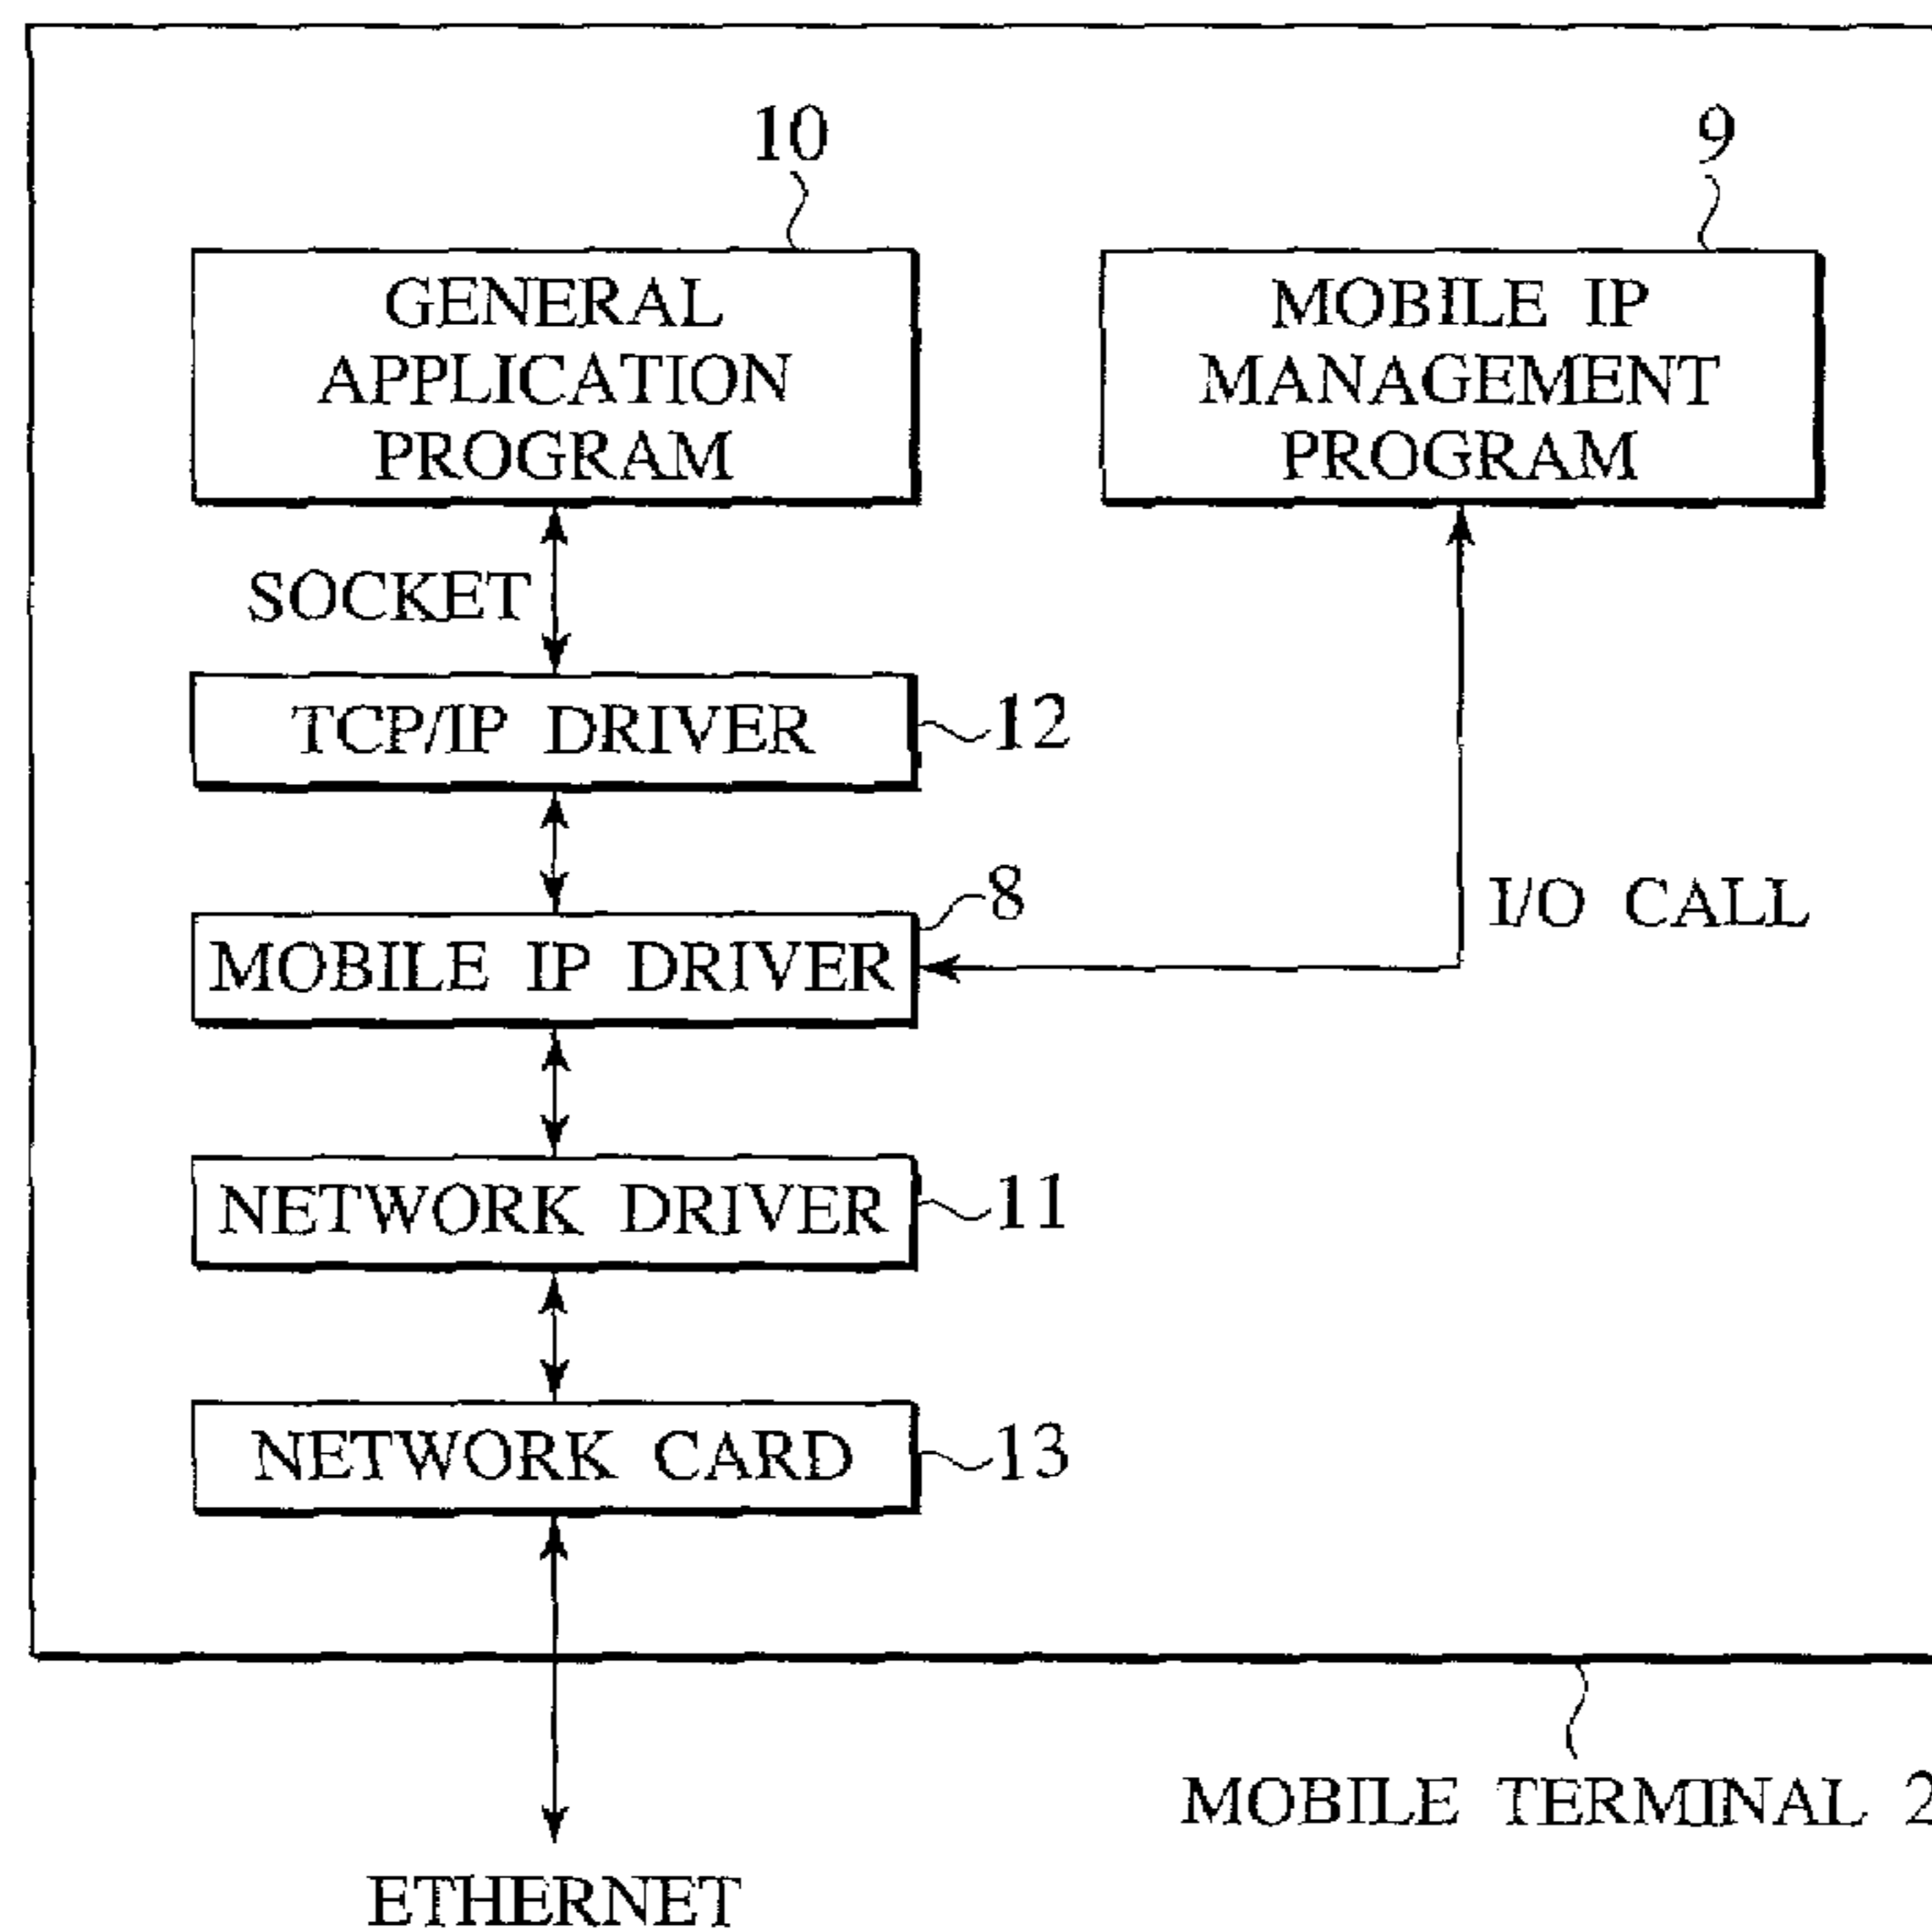 10
9
GENERAL
APPLICATION
PROGRAM
MOBILE IP
MANAGEMENT
PROGRAM
SOCKET
TCP/IP DRIVER
12
8
MOBILE IP DRIVER
I/O CALL
NETWORK DRIVER
11
NETWORK CARD
13
MOBILE TERMINAL 2
ETHERNET